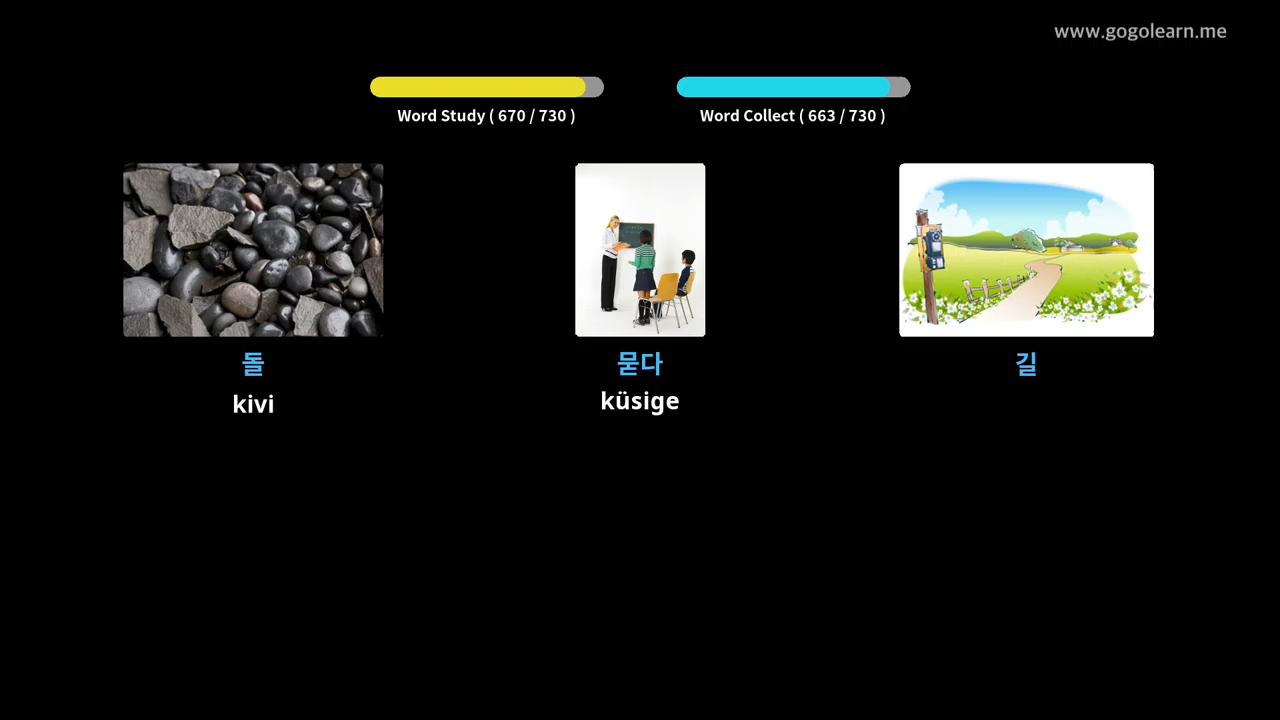 www.gogolearn.me
Word Study ( 670 / 730 )
Word Collect ( 663 / 730 )
돌
묻다
길
kivi
küsige